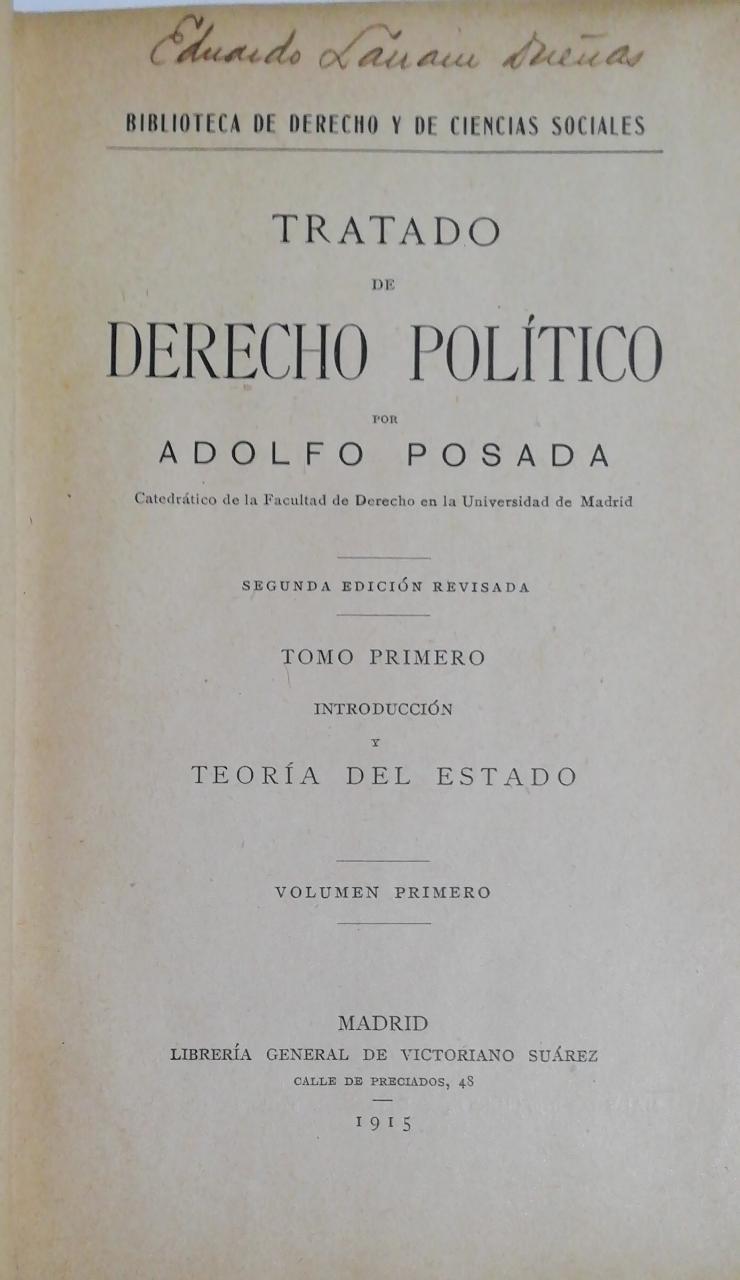 Eduardo Larrain Dueñas
BIBLIOTECA DE DERECHO Y DE CIENCIAS SOCIALES
TRATADO
DE
DERECHO POLÍTICO
POR
ADOLFO POSADA
Catedrático de la Facultad de Derecho en la Universidad de Madrid
SEGUNDA EDICIÓN REVISADA
TOMO PRIMERO
INTRODUCCIÓN
Y
TEORÍA DEL ESTADO
VOLUMEN PRIMERO
MADRID
LIBRERÍA GENERAL DE VICTORIANO SUÁREZ
CALLE DE PRECIADOS, 48
1915